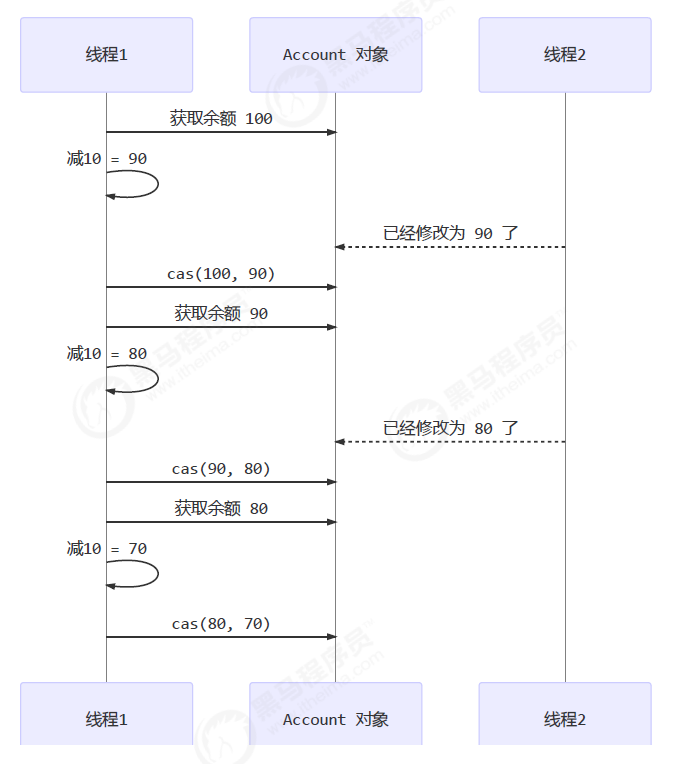 线程1
Account 对象
线程2
获取余额 100
减10 = 90
已经修改为 90 了
cas(100, 90)
获取余额 90
减10 = 80
已经修改为 80 了
cas(90, 80)
获取余额 80
减10 = 70
cas(80, 70)
线程1
Account 对象
线程2
黑马程序员
www.itheima.com
黑马程序员
www.itheima.com
黑马程序员
www.itheima.com
黑马程序员
www.itheima.com